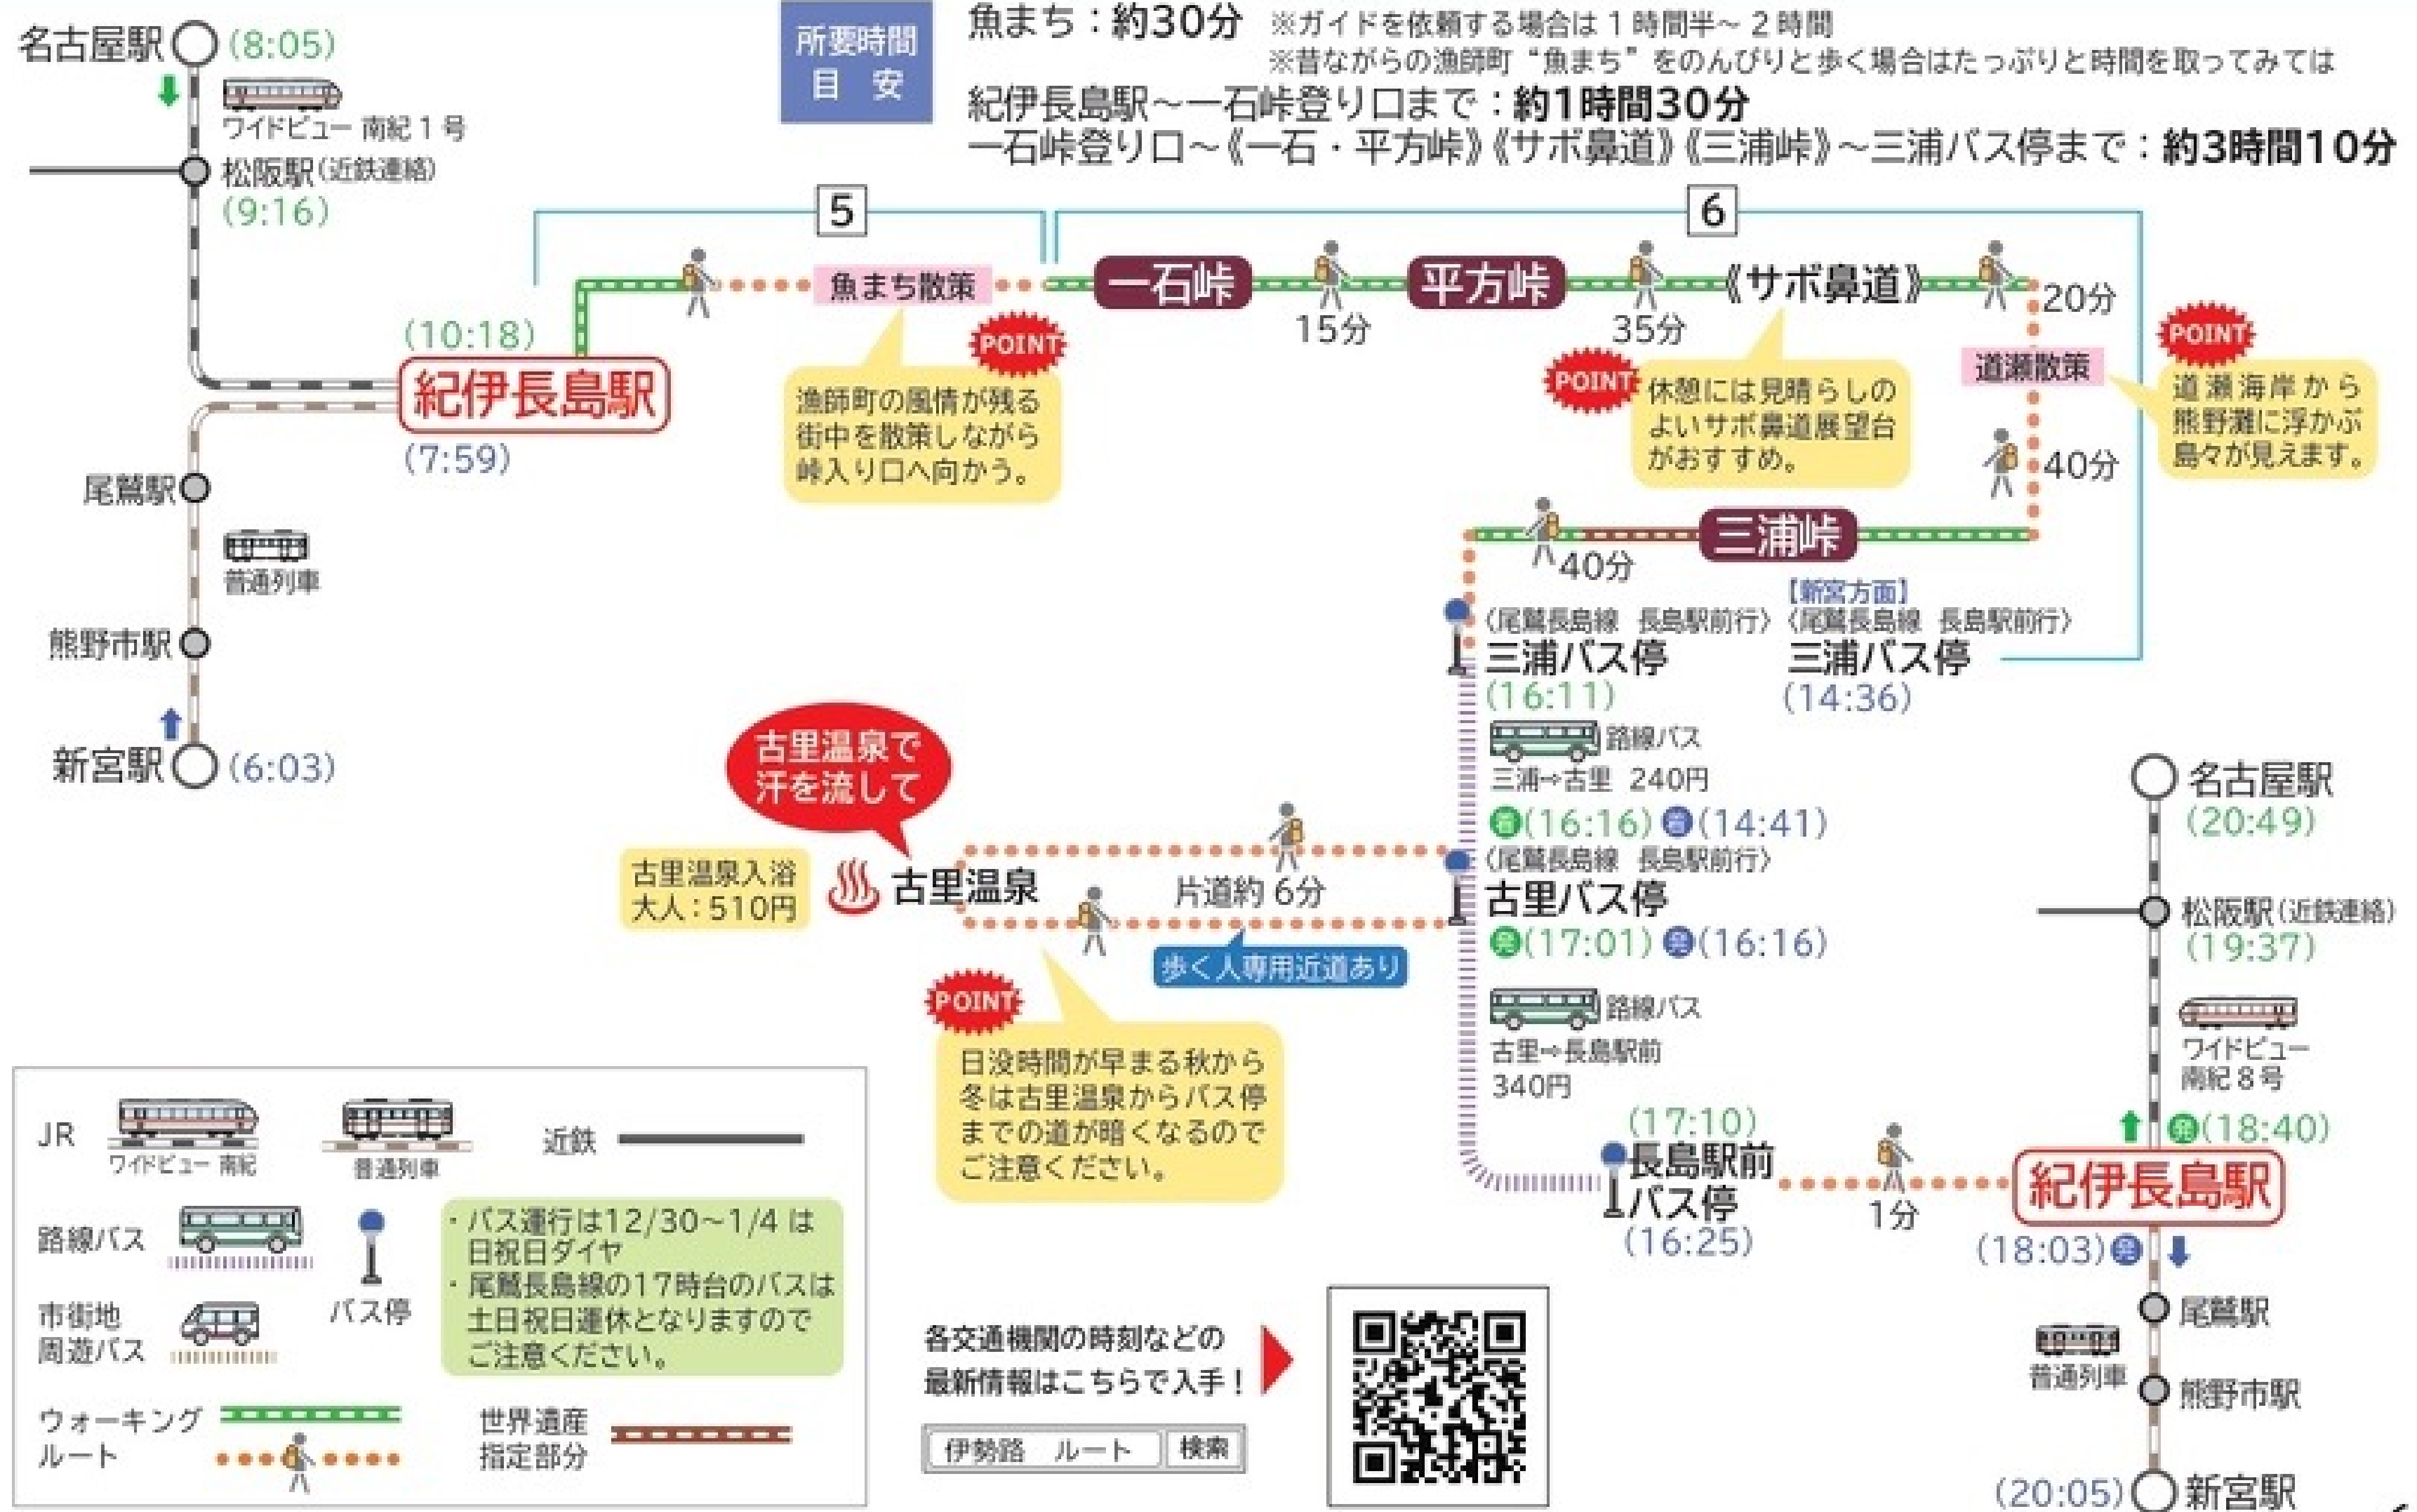 所要時間
目 安
魚まち：約30分 ※ガイドを依頼する場合は1時間半～2時間
※昔ながらの漁師町“魚まち”をのんびりと歩く場合はたっぷりと時間を取ってみては
紀伊長島駅～一石峠登り口まで：約1時間30分
一石峠登り口～《一石・平方峠》《サボ鼻道》《三浦峠》～三浦バス停まで：約3時間10分
名古屋駅 (8:05)
ワイドビュー 南紀1号
松阪駅(近鉄連絡)
(9:16)
(10:18)
紀伊長島駅
(7:59)
尾鷲駅
普通列車
熊野市駅
新宮駅 (6:03)
5
魚まち散策
POINT
漁師町の風情が残る
街中を散策しながら
峠入り口へ向かう。
6
一石峠
15分
平方峠
35分
《サボ鼻道》
20分
POINT
休憩には見晴らしの
よいサボ鼻道展望台
がおすすめ。
道瀬散策
POINT
道瀬海岸から
熊野灘に浮かぶ
島々が見えます。
40分
三浦峠
40分
〈尾鷲長島線 長島駅前行〉
三浦バス停
(16:11)
【新宮方面】
〈尾鷲長島線 長島駅前行〉
三浦バス停
(14:36)
路線バス
三浦⇨古里 240円
着(16:16) 着(14:41)
〈尾鷲長島線 長島駅前行〉
古里バス停
発(17:01) 発(16:16)
古里温泉で
汗を流して
古里温泉入浴
大人：510円
古里温泉
片道約6分
歩く人専用近道あり
POINT
日没時間が早まる秋から
冬は古里温泉からバス停
までの道が暗くなるので
ご注意ください。
路線バス
古里⇨長島駅前
340円
(17:10)
長島駅前
バス停
(16:25)
1分
名古屋駅
(20:49)
松阪駅(近鉄連絡)
(19:37)
ワイドビュー
南紀8号
発(18:40)
紀伊長島駅
(18:03)発
尾鷲駅
普通列車
熊野市駅
(20:05) 新宮駅
JR
ワイドビュー 南紀
普通列車
近鉄
路線バス
バス停
市街地
周遊バス
・バス運行は12/30～1/4は
日祝日ダイヤ
・尾鷲長島線の17時台のバスは
土日祝日運休となりますので
ご注意ください。
ウォーキング
ルート
世界遺産
指定部分
各交通機関の時刻などの
最新情報はこちらで入手！
伊勢路 ルート 検索